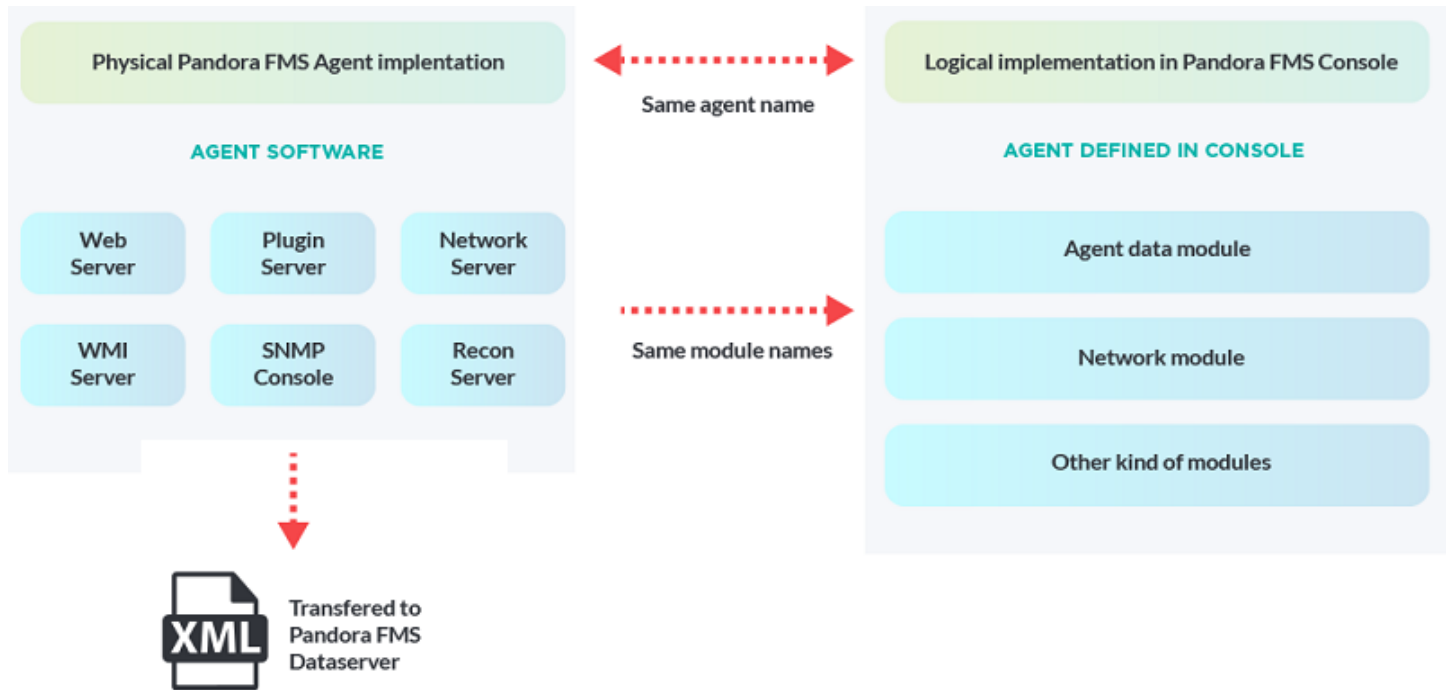 Physical Pandora FMS Agent implentation
Same agent name
Logical implementation in Pandora FMS Console
AGENT SOFTWARE
Web
Server
Plugin
Server
Network
Server
WMI
Server
SNMP
Console
Recon
Server
Same module names
AGENT DEFINED IN CONSOLE
Agent data module
Network module
Other kind of modules
XML
Transfered to
Pandora FMS
Dataserver